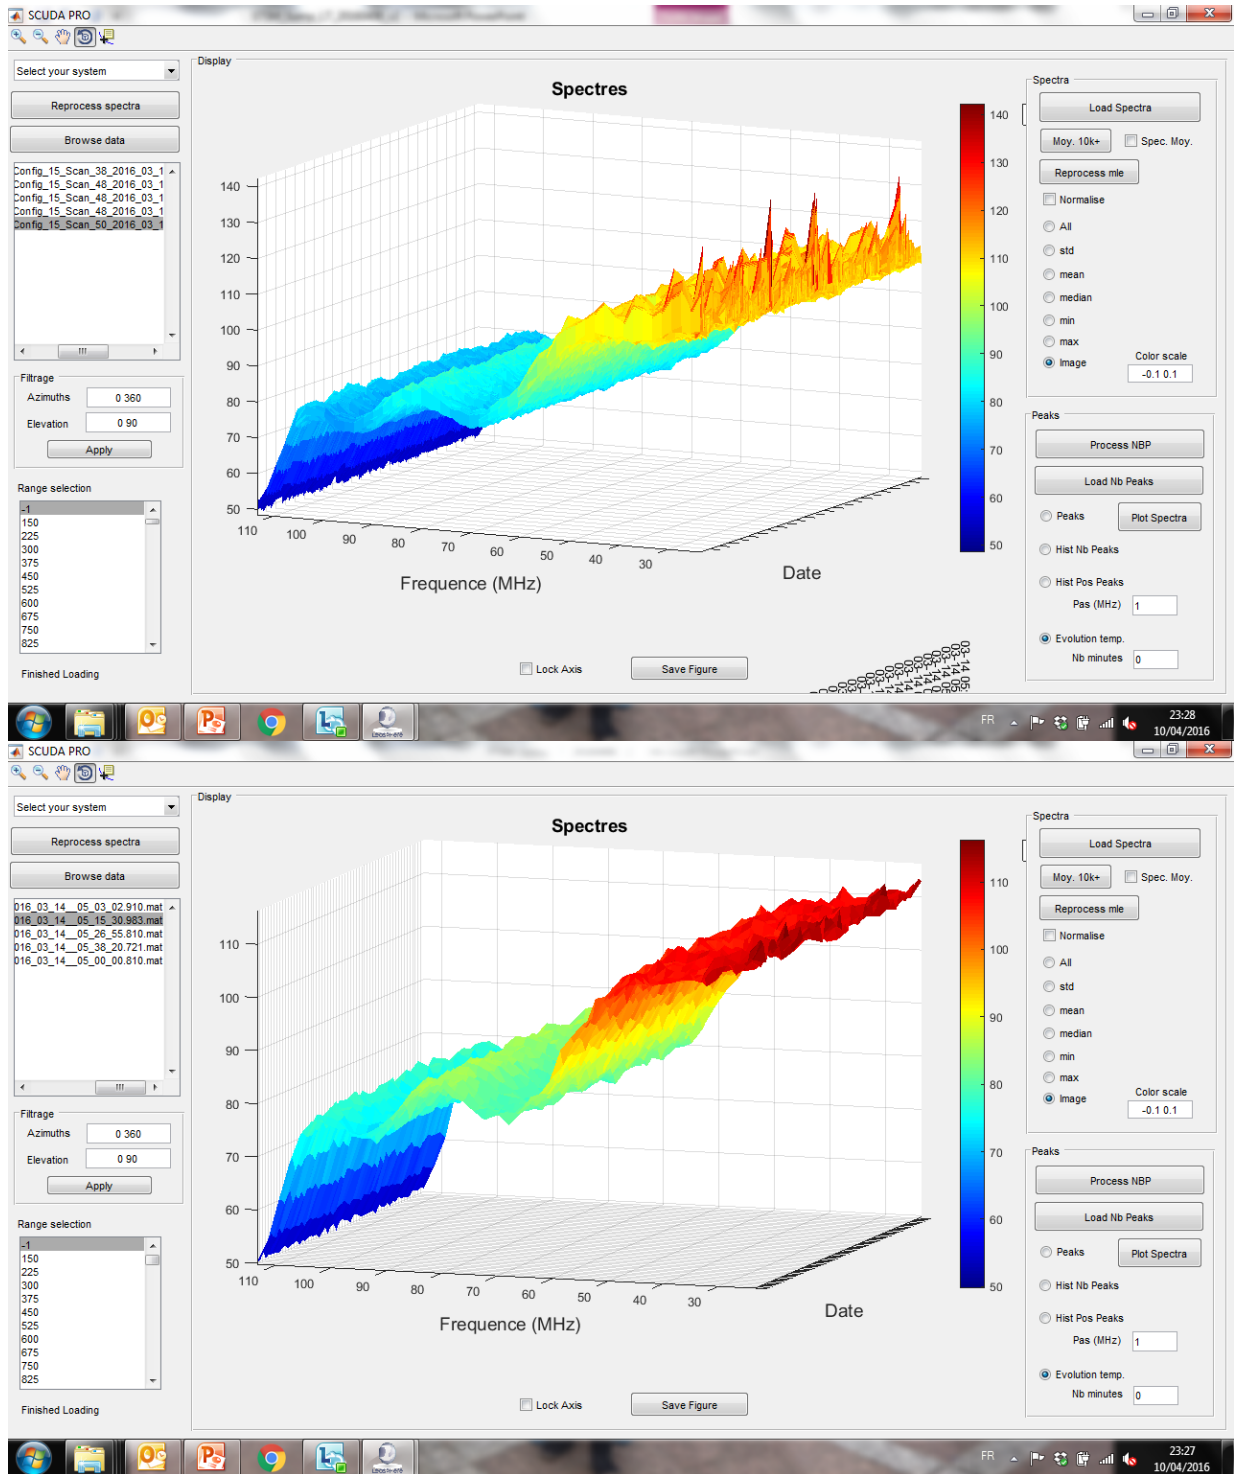 SCUDA PRO
Select your system
Reprocess spectra
Browse data
Config_15_Scan_38_2016_03_1
Config_15_Scan_48_2016_03_1
Config_15_Scan_48_2016_03_1
Config_15_Scan_48_2016_03_1
Config_15_Scan_50_2016_03_1
Filtrage
Azimuths 0 360
Elevation 0 90
Apply
Range selection
-1
150
225
300
375
450
525
600
675
750
825
Finished Loading
Display
Spectres
140
130
120
110
100
90
80
70
60
50
110 100 90 80 70 60 50 40 30
Frequence (MHz)
Date
03-14 05:
140
130
120
110
100
90
80
70
60
50
Lock Axis
Save Figure
Spectra
Load Spectra
Moy. 10k+
Spec. Moy.
Reprocess mle
Normalise
All
std
mean
median
min
max
Image
Color scale
-0.1 0.1
Peaks
Process NBP
Load Nb Peaks
Peaks
Plot Spectra
Hist Nb Peaks
Hist Pos Peaks
Pas (MHz) 1
Evolution temp.
Nb minutes 0
FR
23:28
10/04/2016
SCUDA PRO
Select your system
Reprocess spectra
Browse data
016_03_14__05_03_02.910.mat
016_03_14__05_15_30.983.mat
016_03_14__05_26_55.810.mat
016_03_14__05_38_20.721.mat
016_03_14__05_00_00.810.mat
Filtrage
Azimuths 0 360
Elevation 0 90
Apply
Range selection
-1
150
225
300
375
450
525
600
675
750
825
Finished Loading
Display
Spectres
110
100
90
80
70
60
50
110 100 90 80 70 60 50 40 30
Frequence (MHz)
Date
110
100
90
80
70
60
50
Lock Axis
Save Figure
Spectra
Load Spectra
Moy. 10k+
Spec. Moy.
Reprocess mle
Normalise
All
std
mean
median
min
max
Image
Color scale
-0.1 0.1
Peaks
Process NBP
Load Nb Peaks
Peaks
Plot Spectra
Hist Nb Peaks
Hist Pos Peaks
Pas (MHz) 1
Evolution temp.
Nb minutes 0
FR
23:27
10/04/2016